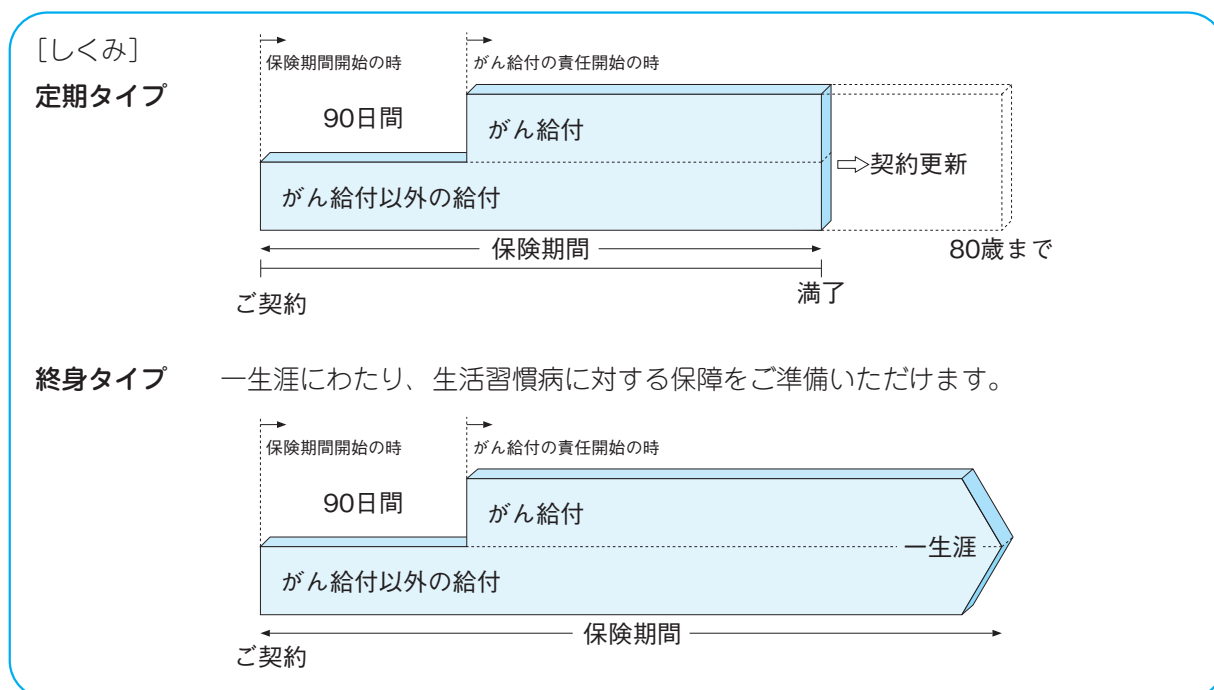 [しくみ]
定期タイプ
保険期間開始の時
がん給付の責任開始の時
90日間
がん給付
がん給付以外の給付
⇨契約更新
保険期間
80歳まで
ご契約
満了
終身タイプ 一生涯にわたり、生活習慣病に対する保障をご準備いただけます。
保険期間開始の時
がん給付の責任開始の時
90日間
がん給付
一生涯
がん給付以外の給付
保険期間
ご契約